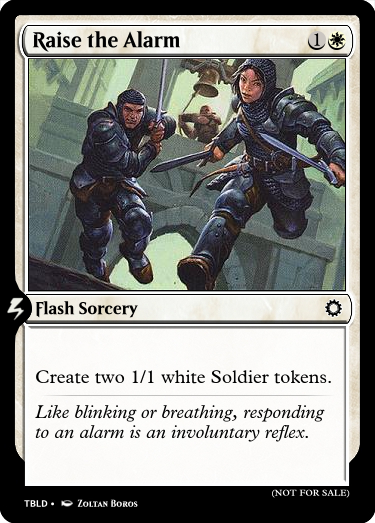 Raise the Alarm 1
Flash Sorcery
Create two 1/1 white Soldier tokens.
Like blinking or breathing, responding
to an alarm is an involuntary reflex.
(NOT FOR SALE)
TBLD • Zoltan Boros